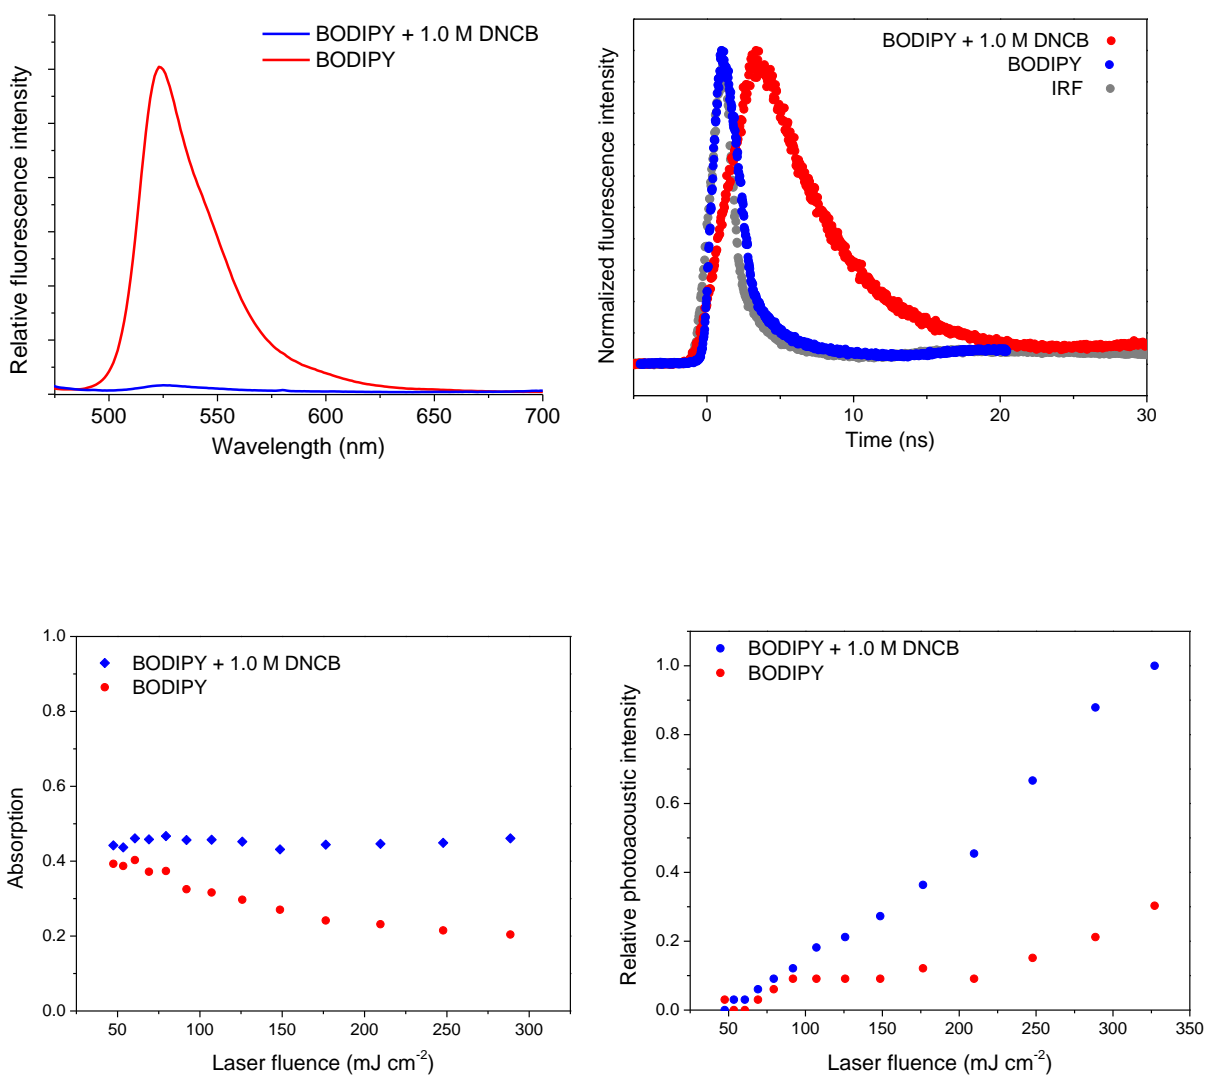 BODIPY + 1.0 M DNCB
BODIPY
Relative fluorescence intensity
500 550 600 650 700
Wavelength (nm)
BODIPY + 1.0 M DNCB
BODIPY
IRF
Normalized fluorescence intensity
0 10 20 30
Time (ns)
1.0
0.8
0.6
0.4
0.2
0.0
BODIPY + 1.0 M DNCB
BODIPY
Absorption
50 100 150 200 250 300
Laser fluence (mJ cm-2)
1.0
0.8
0.6
0.4
0.2
0.0
BODIPY + 1.0 M DNCB
BODIPY
Relative photoacoustic intensity
50 100 150 200 250 300 350
Laser fluence (mJ cm-2)